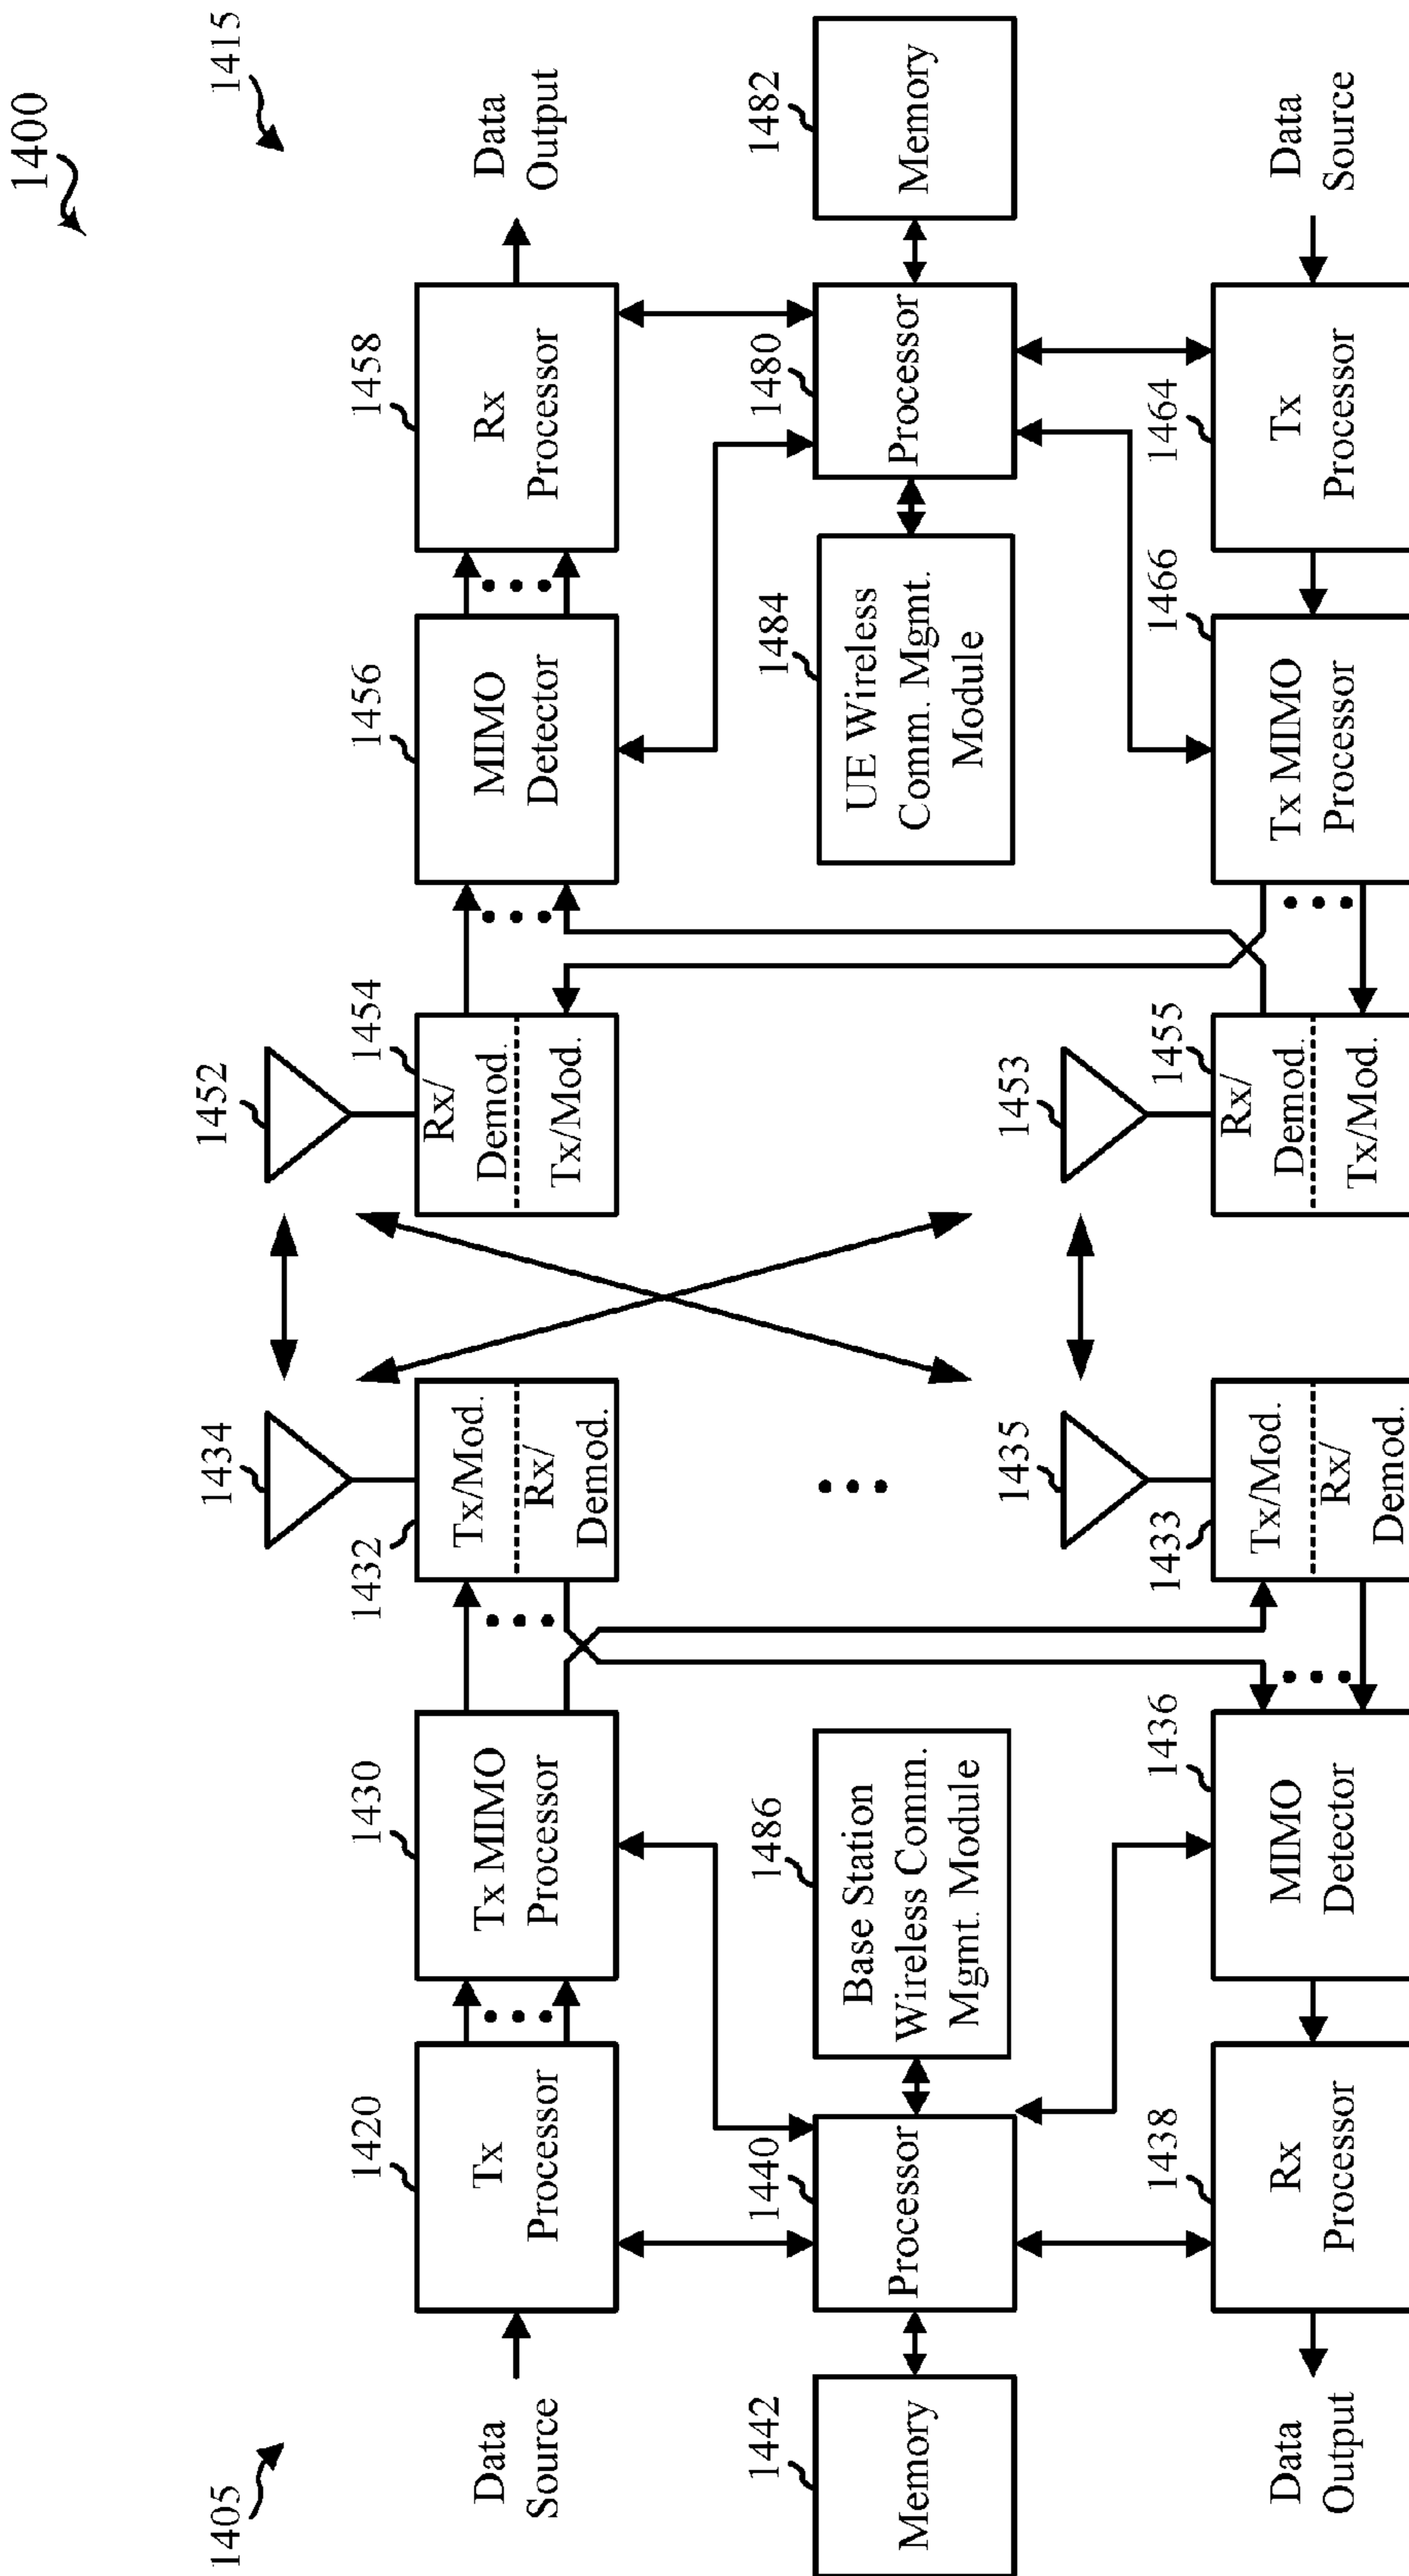 1400
1405
1415
Data
Source
1420
Tx
Processor
1430
Tx MIMO
Processor
1432
Tx/Mod.
Rx/
Demod.
1434
1452
1454
Rx/
Demod.
Tx/Mod.
1456
MIMO
Detector
1458
Rx
Processor
Data
Output
1442
Memory
1440
Processor
1486
Base Station
Wireless Comm.
Mgmt. Module
1484
UE Wireless
Comm. Mgmt.
Module
1480
Processor
1482
Memory
Data
Output
1438
Rx
Processor
1436
MIMO
Detector
1433
Tx/Mod.
Rx/
Demod.
1435
1453
1455
Rx/
Demod.
Tx/Mod.
1466
Tx MIMO
Processor
1464
Tx
Processor
Data
Source